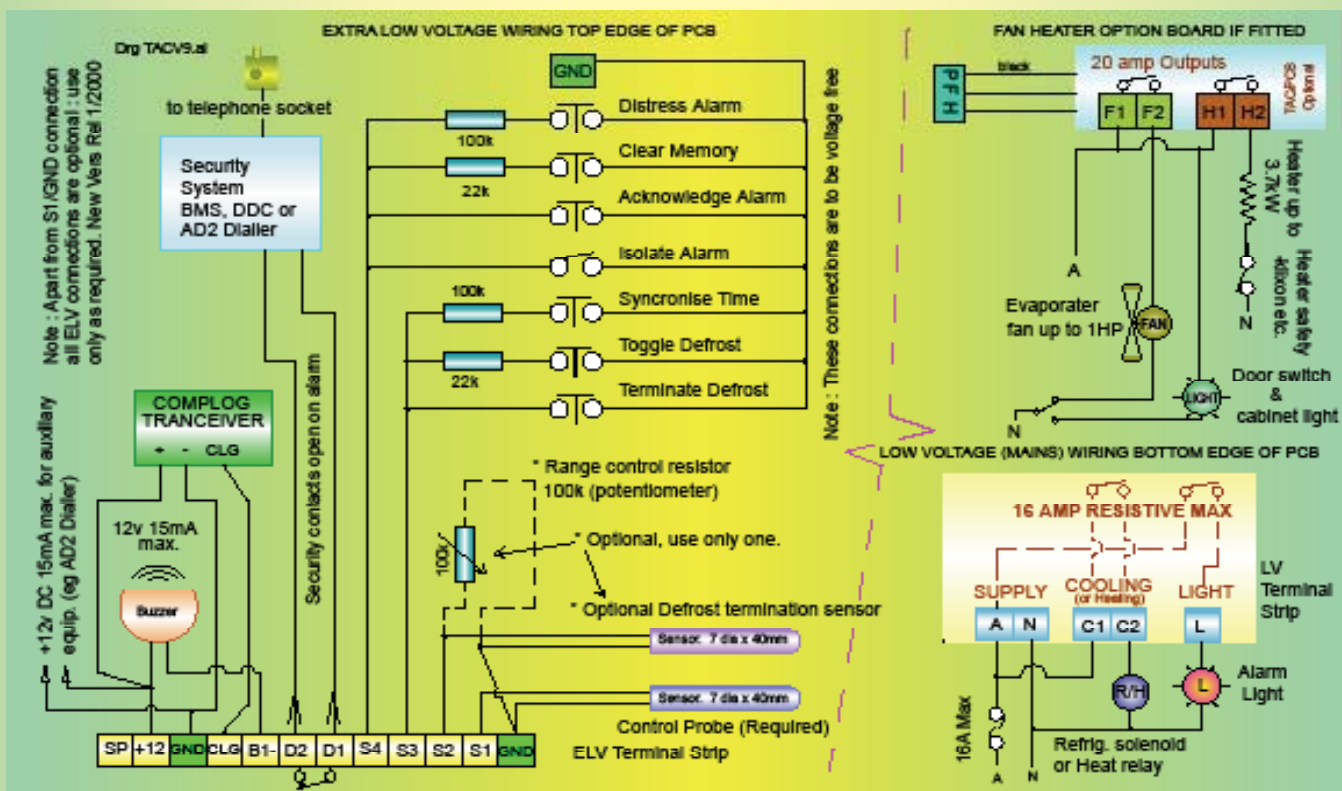 EXTRA LOW VOLTAGE WIRING TOP EDGE OF PCB
Drg TACV9.ai
to telephone socket
Note : Apart from S1/GND connection
all ELV connections are optional : use
only as required. New Vers Rel 1/2000
Security
System
BMS, DDC or
AD2 Dialler
GND
Distress Alarm
100k
Clear Memory
22k
Acknowledge Alarm
Isolate Alarm
100k
Syncronise Time
Toggle Defrost
22k
Terminate Defrost
Note : These connections are to be voltage free
COMPLOG
TRANCEIVER
+ - CLG
12v 15mA
max.
Buzzer
+12v DC 15mA max. for auxiliary
equip. (eg AD2 Dialler)
Security contacts open on alarm
* Range control resistor
100k (potentiometer)
100k
* Optional, use only one.
* Optional Defrost termination sensor
Sensor. 7 dia x 40mm
Sensor. 7 dia x 40mm
Control Probe (Required)
SP +12 GND CLG B1- D2 D1 S4 S3 S2 S1 GND
ELV Terminal Strip
FAN HEATER OPTION BOARD IF FITTED
P F H
black
20 amp Outputs
F1 F2 H1 H2
TACPCB
Optional
Heater up to
3.7kW
Heater safety
klixon etc.
A
N
Evaporater
fan up to 1HP
FAN
LIGHT
Door switch
&
cabinet light
N
LOW VOLTAGE (MAINS) WIRING BOTTOM EDGE OF PCB
16 AMP RESISTIVE MAX
SUPPLY
COOLING
(or Heating)
LIGHT
A N C1 C2 L
LV
Terminal
Strip
R/H
L
Alarm
Light
16A Max
A N
Refrig. solenoid
or Heat relay